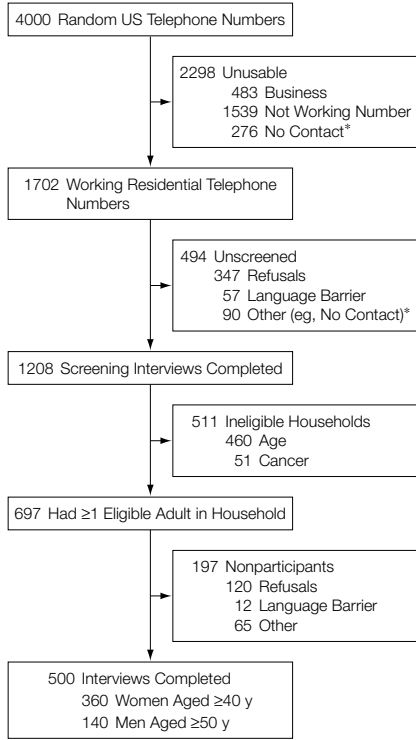 4000 Random US Telephone Numbers
2298 Unusable
483 Business
1539 Not Working Number
276 No Contact*
1702 Working Residential Telephone
Numbers
494 Unscreened
347 Refusals
57 Language Barrier
90 Other (eg, No Contact)*
1208 Screening Interviews Completed
511 Ineligible Households
460 Age
51 Cancer
697 Had ≥1 Eligible Adult in Household
197 Nonparticipants
120 Refusals
12 Language Barrier
65 Other
500 Interviews Completed
360 Women Aged ≥40 y
140 Men Aged ≥50 y